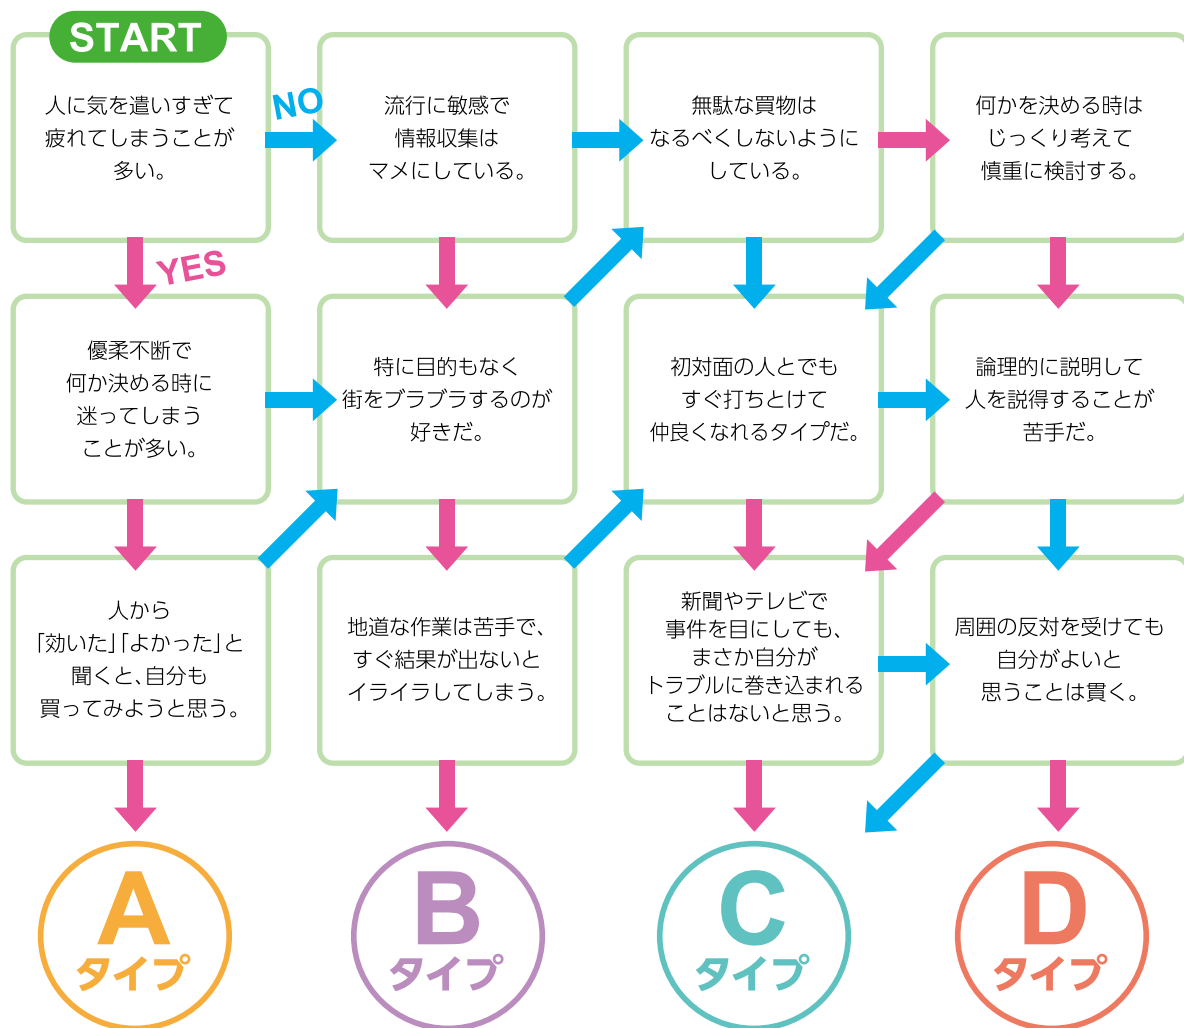 START
人に気を遣いすぎて
疲れてしまうことが
多い。
NO
流行に敏感で
情報収集は
マメにしている。
無駄な買物は
なるべくしないように
している。
何かを決める時は
じっくり考えて
慎重に検討する。
YES
優柔不断で
何か決める時に
迷ってしまう
ことが多い。
特に目的もなく
街をブラブラするのが
好きだ。
初対面の人とでも
すぐ打ちとけて
仲良くなれるタイプだ。
論理的に説明して
人を説得することが
苦手だ。
人から
「効いた」「よかった」と
聞くと、自分も
買ってみようと思う。
地道な作業は苦手で、
すぐ結果が出ないと
イライラしてしまう。
新聞やテレビで
事件を目にしても、
まさか自分が
トラブルに巻き込まれる
ことはないと思う。
周囲の反対を受けても
自分がよいと
思うことは貫く。
A
タイプ
B
タイプ
C
タイプ
D
タイプ